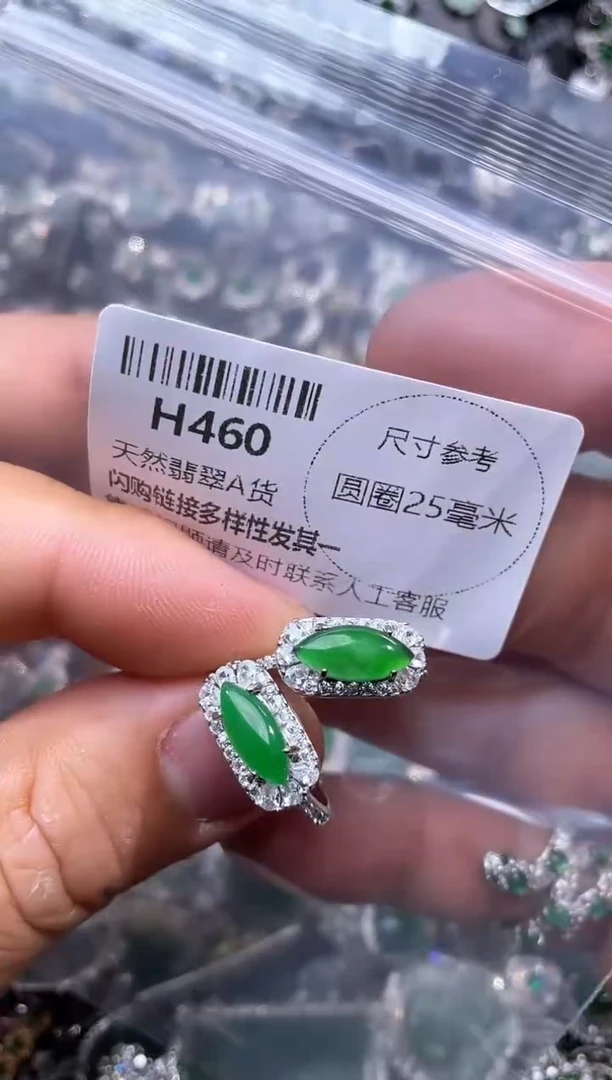 H460
天然翡翠A货
闪购链接多样性发其一
请及时联系人工客服
尺寸参考
圆圈25毫米